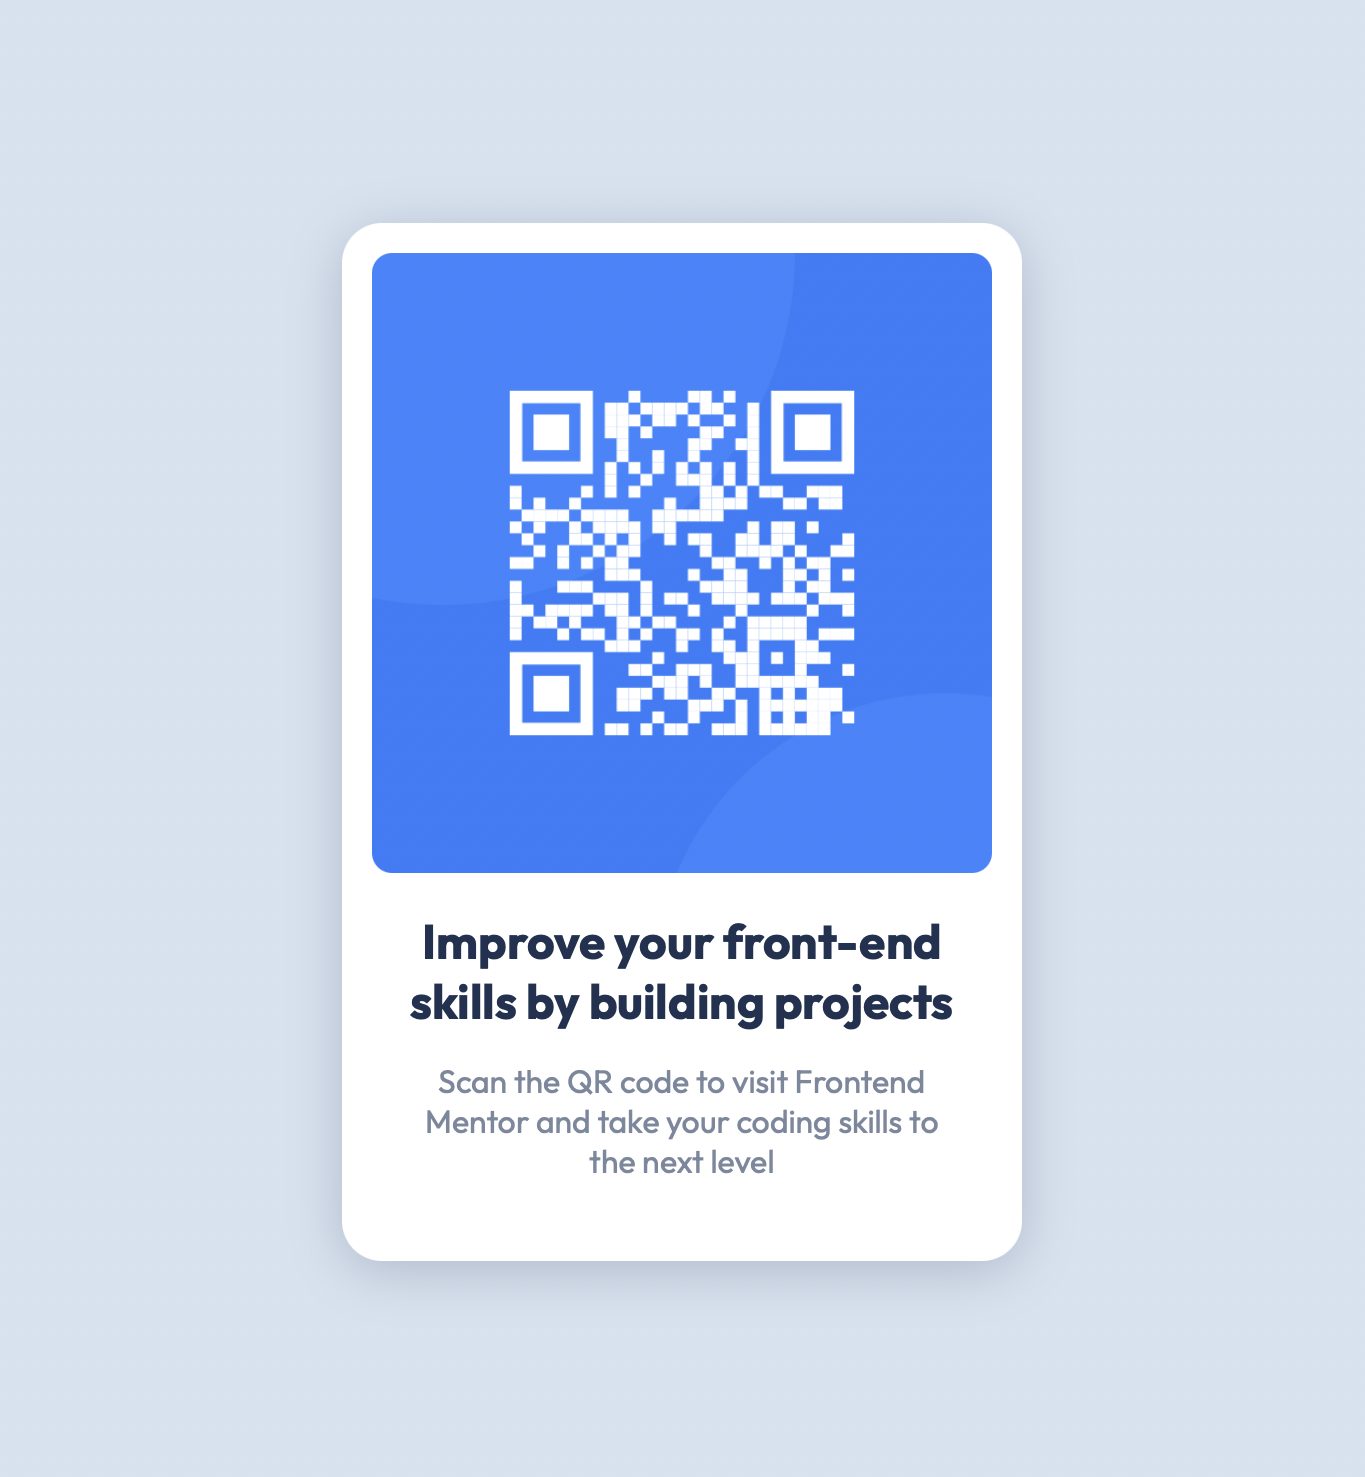 Improve your front-end
skills by building projects
Scan the QR code to visit Frontend
Mentor and take your coding skills to
the next level